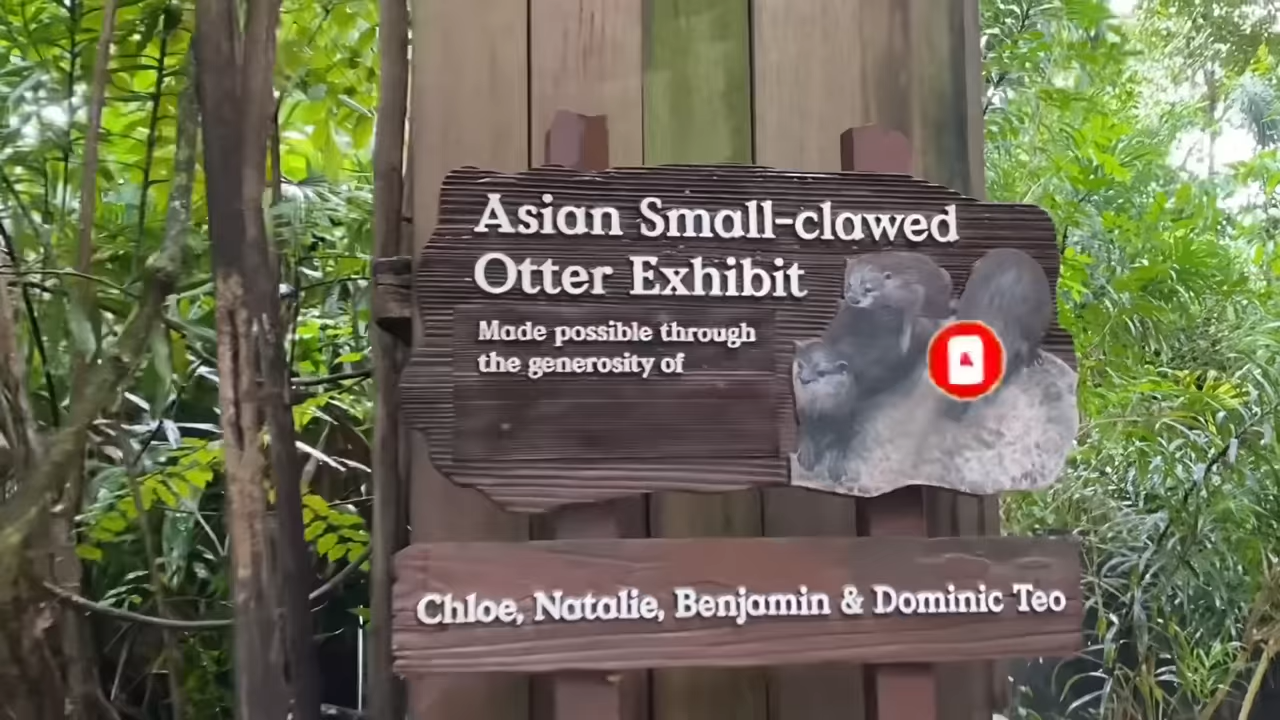 Asian Small-clawed
Otter Exhibit
Made possible through
the generosity of
Chloe, Natalie, Benjamin & Dominic Teo